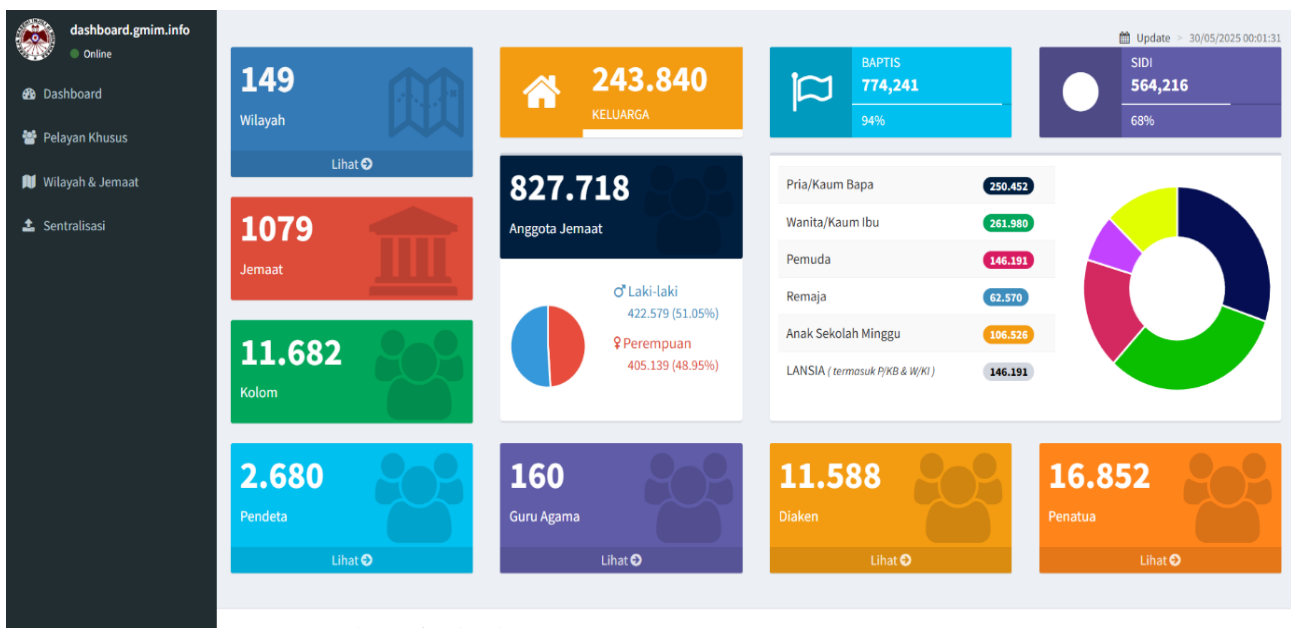 dashboard.gmim.info
Online
Dashboard
Pelayan Khusus
Wilayah & Jemaat
Sentralisasi
Update > 30/05/2025 00:01:31
149
Wilayah
Lihat
243.840
KELUARGA
BAPTIS
774,241
94%
SIDI
564,216
68%
1079
Jemaat
11.682
Kolom
827.718
Anggota Jemaat
Laki-laki
422.579 (51.05%)
Perempuan
405.139 (48.95%)
Pria/Kaum Bapa 250.452
Wanita/Kaum Ibu 261.980
Pemuda 146.191
Remaja 62.570
Anak Sekolah Minggu 106.526
LANSIA ( termasuk P/KB & W/KI ) 146.191
2.680
Pendeta
Lihat
160
Guru Agama
Lihat
11.588
Diaken
Lihat
16.852
Penatua
Lihat